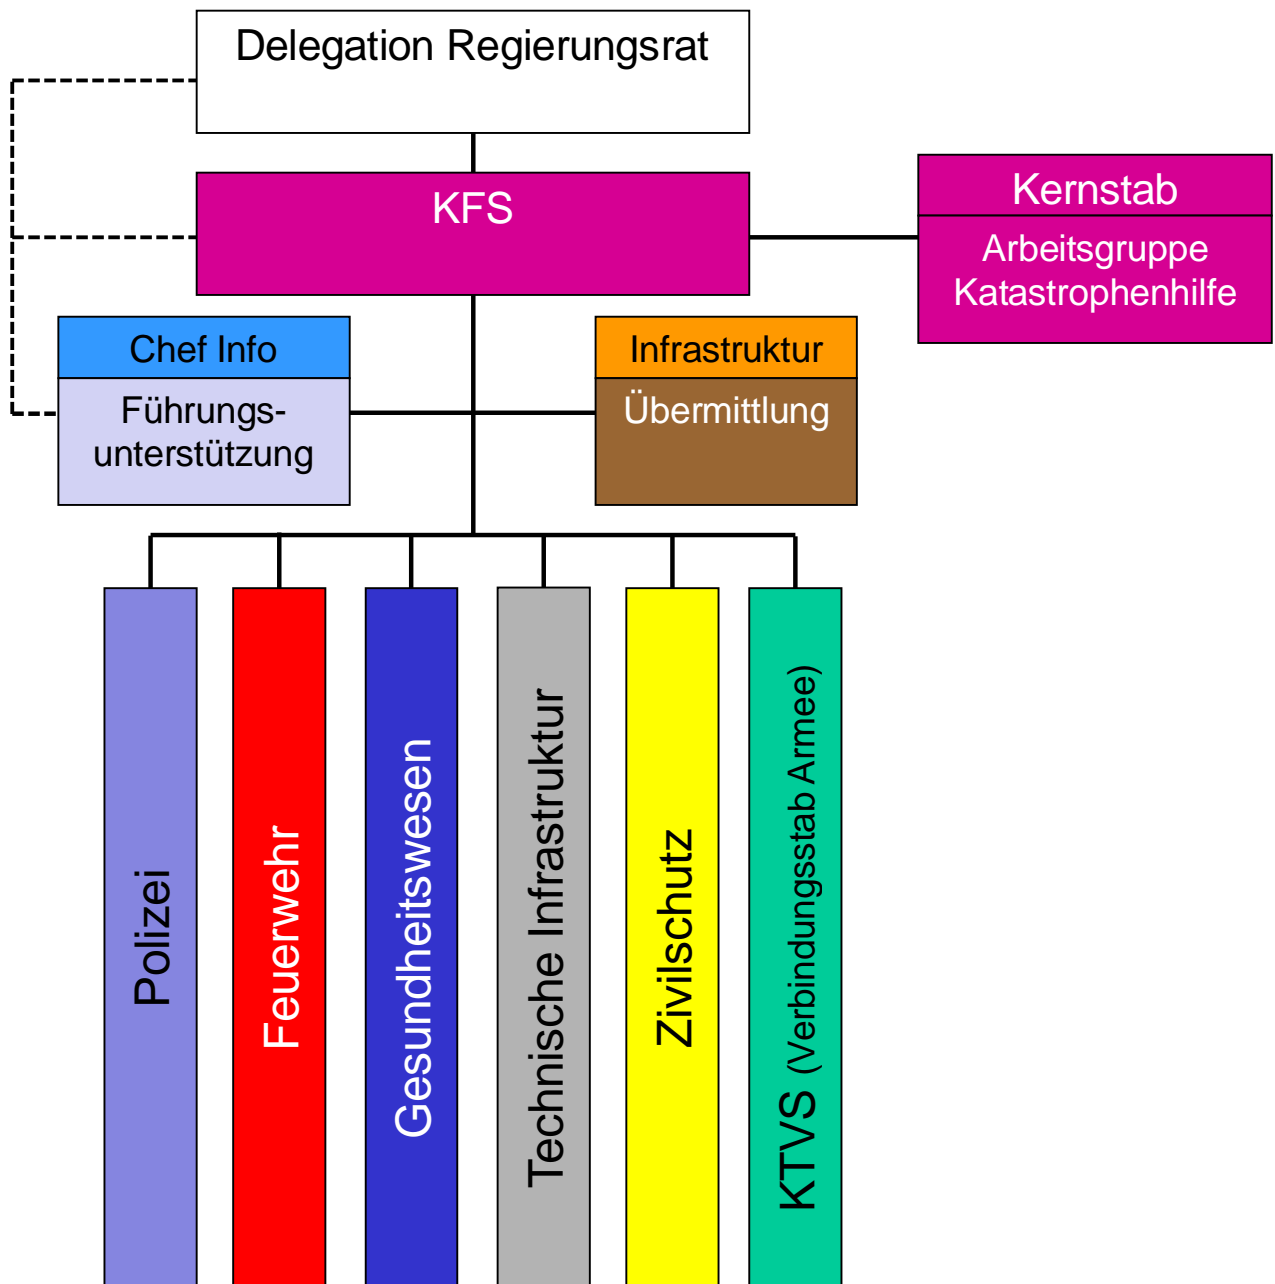 Delegation Regierungsrat
KFS
Kernstab
Arbeitsgruppe
Katastrophenhilfe
Chef Info
Führungs-
unterstützung
Infrastruktur
Übermittlung
Polizei
Feuerwehr
Gesundheitswesen
Technische Infrastruktur
Zivilschutz
KTVS (Verbindungsstab Armee)